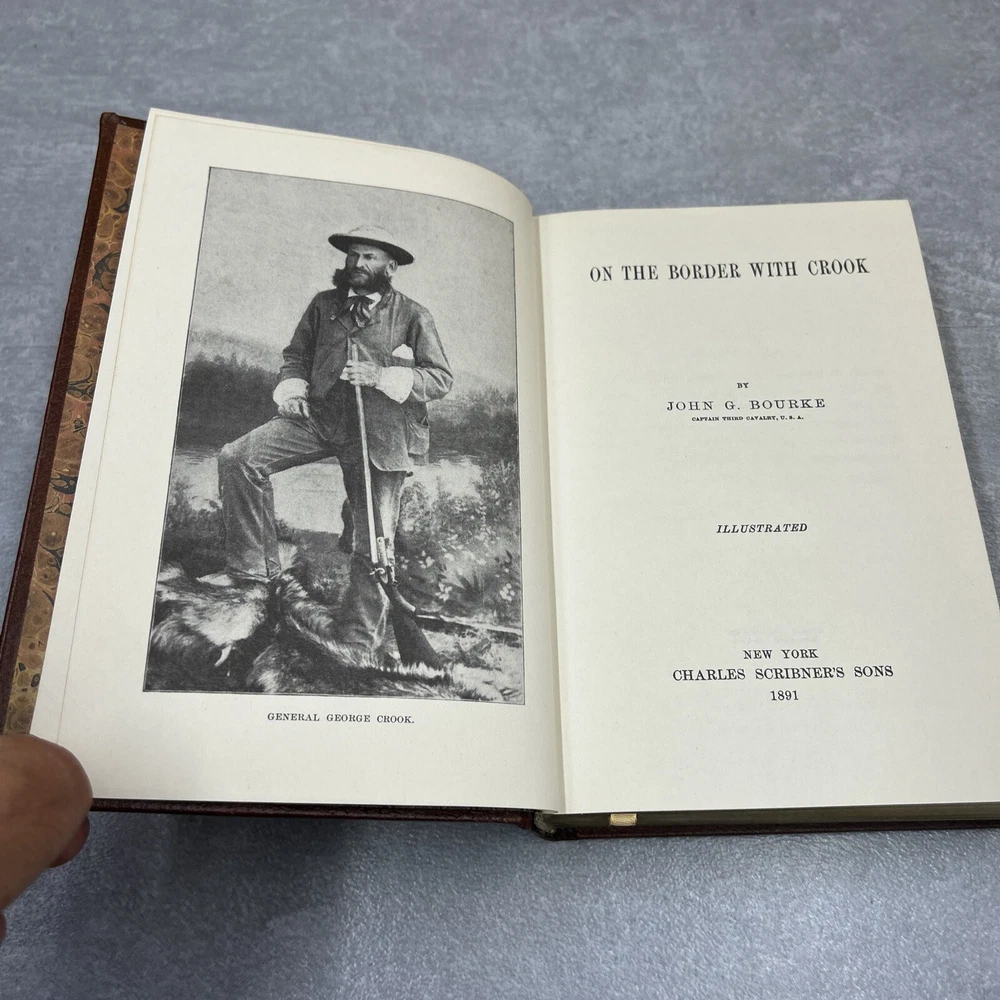 GENERAL GEORGE CROOK.
ON THE BORDER WITH CROOK
BY
JOHN G. BOURKE
CAPTAIN THIRD CAVALRY, U. S. A.
ILLUSTRATED
NEW YORK
CHARLES SCRIBNER'S SONS
1891